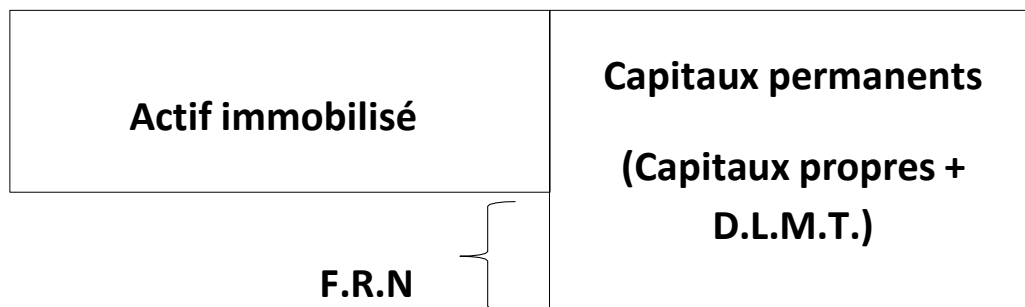 Actif immobilisé
Capitaux permanents
(Capitaux propres +
D.L.M.T.)
F.R.N